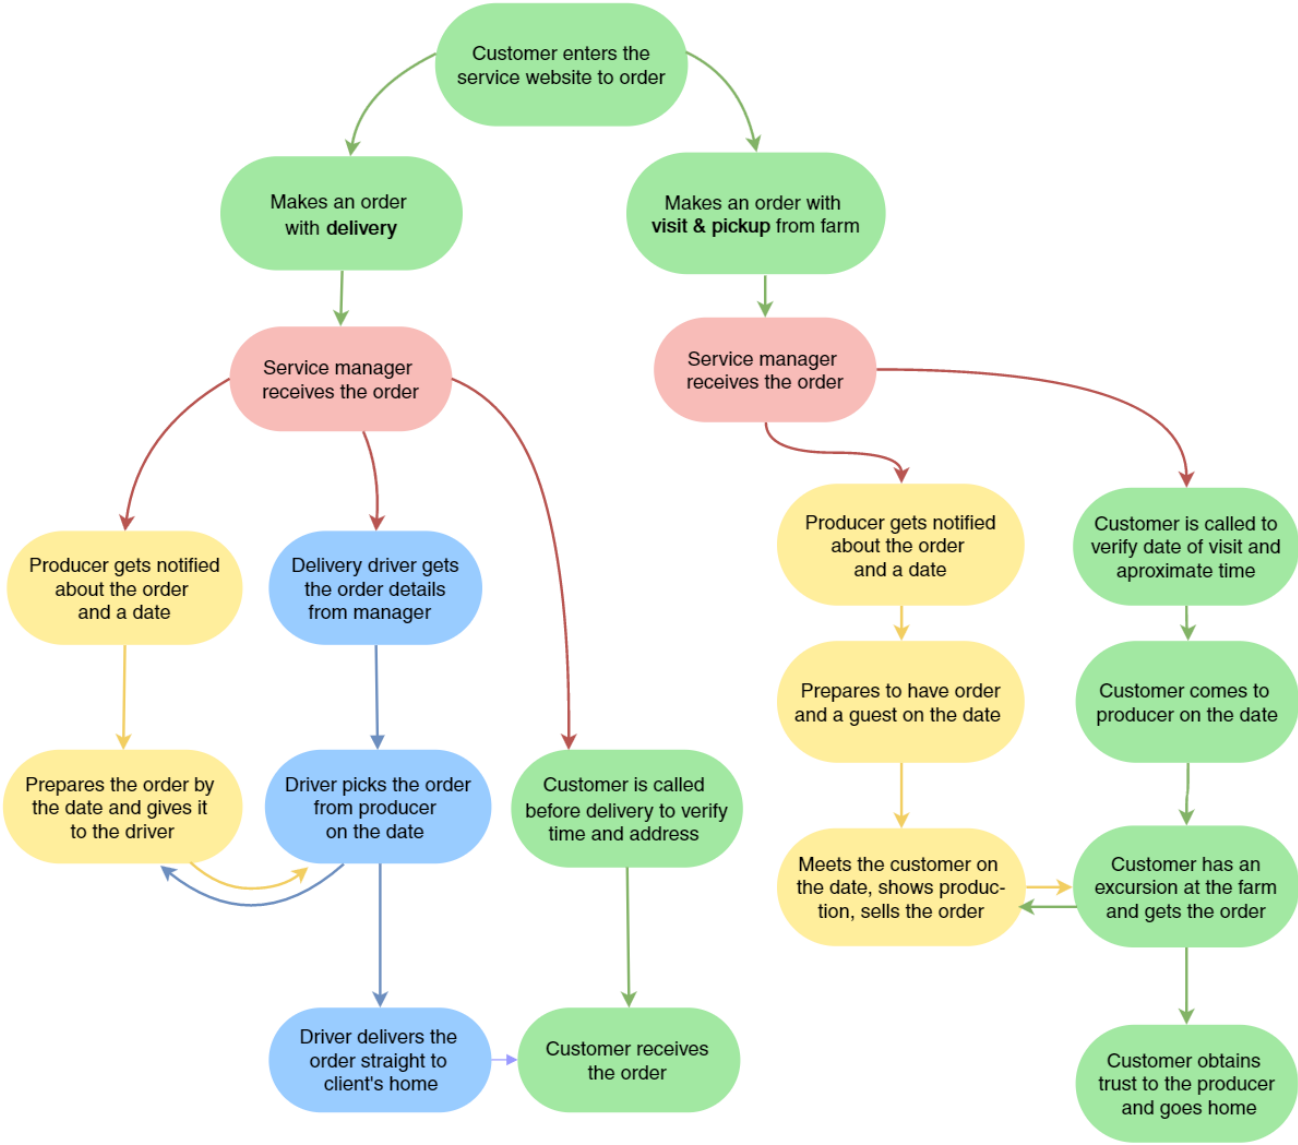 Customer enters the
service website to order
Makes an order
with delivery
Makes an order with
visit & pickup from farm
Service manager
receives the order
Service manager
receives the order
Producer gets notified
about the order
and a date
Delivery driver gets
the order details
from manager
Producer gets notified
about the order
and a date
Customer is called to
verify date of visit and
aproximate time
Prepares to have order
and a guest on the date
Customer comes to
producer on the date
Prepares the order by
the date and gives it
to the driver
Driver picks the order
from producer
on the date
Customer is called
before delivery to verify
time and address
Meets the customer on
the date, shows produc-
tion, sells the order
Customer has an
excursion at the farm
and gets the order
Driver delivers the
order straight to
client's home
Customer receives
the order
Customer obtains
trust to the producer
and goes home